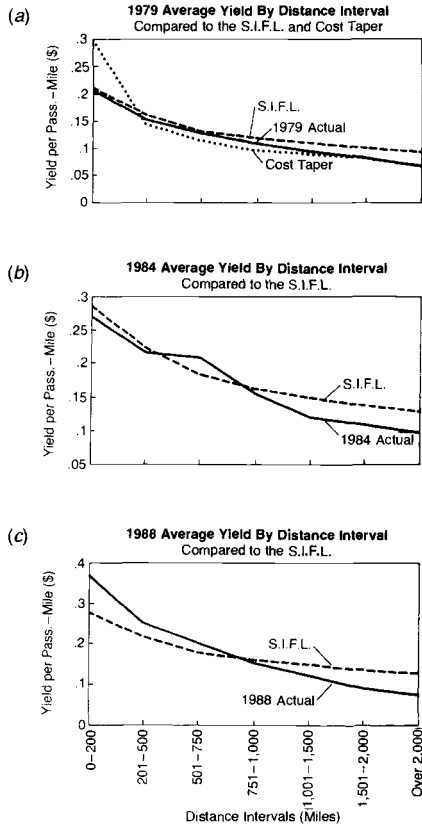 (a)
1979 Average Yield By Distance Interval
Compared to the S.I.F.L. and Cost Taper
Yield per Pass.–Mile ($)
.3
.25
.2
.15
.1
.05
0
S.I.F.L.
1979 Actual
Cost Taper
(b)
1984 Average Yield By Distance Interval
Compared to the S.I.F.L.
Yield per Pass.–Mile ($)
.3
.25
.2
.15
.1
.05
S.I.F.L.
1984 Actual
(c)
1988 Average Yield By Distance Interval
Compared to the S.I.F.L.
Yield per Pass.–Mile ($)
.4
.3
.2
.1
0
S.I.F.L.
1988 Actual
0–200
201–500
501–750
751–1,000
1,001–1,500
1,501–2,000
Over 2,000
Distance Intervals (Miles)